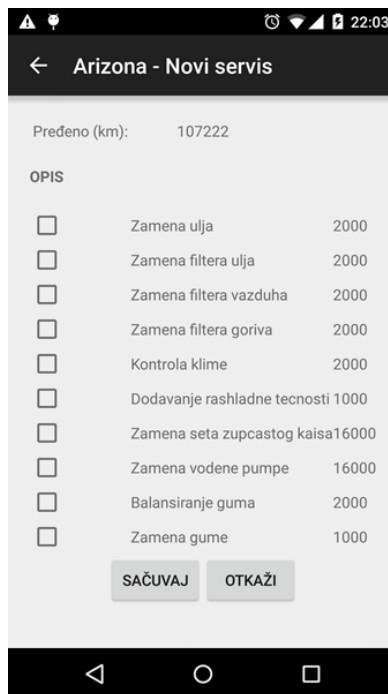 22:03
Arizona - Novi servis
Pređeno (km): 107222
OPIS
Zamena ulja 2000
Zamena filtera ulja 2000
Zamena filtera vazduha 2000
Zamena filtera goriva 2000
Kontrola klime 2000
Dodavanje rashladne tecnosti 1000
Zamena seta zupcastog kaisa16000
Zamena vodene pumpe 16000
Balansiranje guma 2000
Zamena gume 1000
SAČUVAJ OTKAŽI